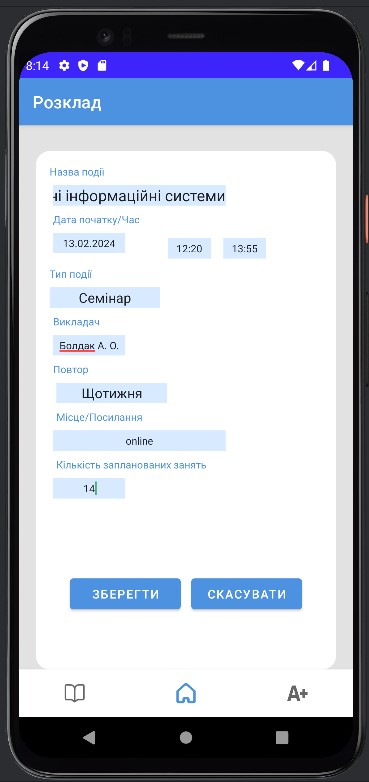 8:14
Розклад
Назва події
ні інформаційні системи
Дата початку/Час
13.02.2024 12:20 13:55
Тип події
Семінар
Викладач
Болдак А. О.
Повтор
Щотижня
Місце/Посилання
online
Кількість запланованих занять
14
ЗБЕРЕГТИ СКАСУВАТИ
A+